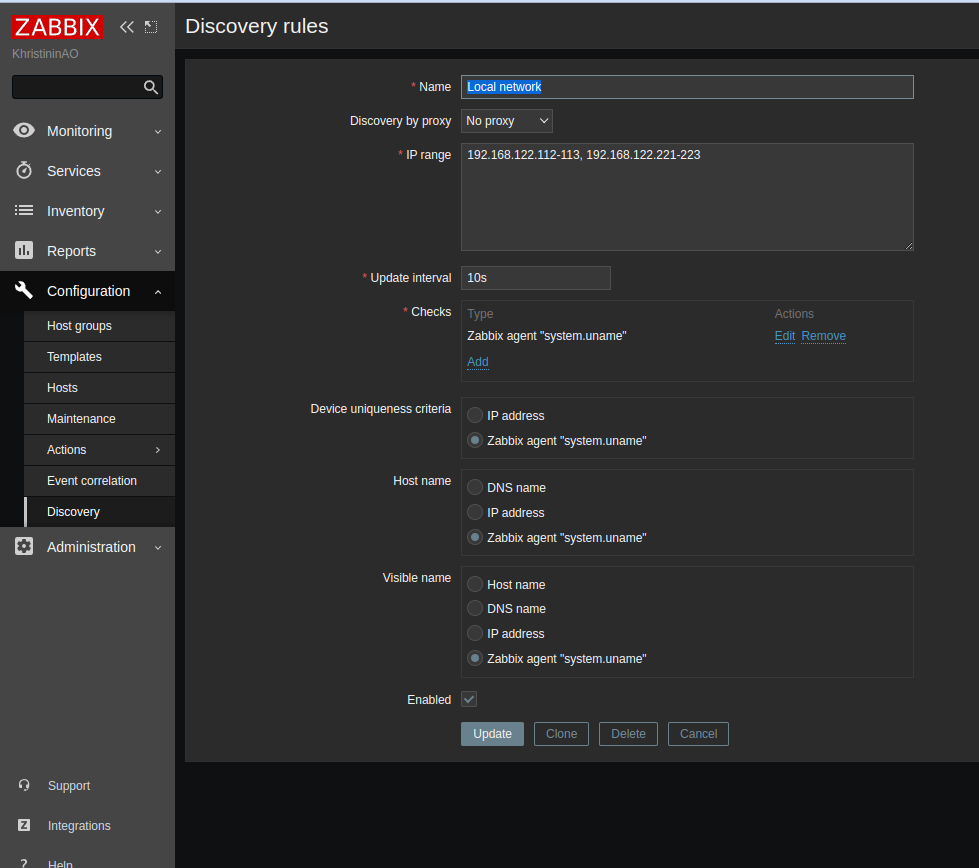 ZABBIX
KhristininAO
Monitoring
Services
Inventory
Reports
Configuration
Host groups
Templates
Hosts
Maintenance
Actions
Event correlation
Discovery
Administration
Support
Integrations
Help
Discovery rules
* Name Local network
Discovery by proxy No proxy
* IP range 192.168.122.112-113, 192.168.122.221-223
* Update interval 10s
* Checks Type Actions
Zabbix agent "system.uname" Edit Remove
Add
Device uniqueness criteria IP address
Zabbix agent "system.uname"
Host name DNS name
IP address
Zabbix agent "system.uname"
Visible name Host name
DNS name
IP address
Zabbix agent "system.uname"
Enabled
Update Clone Delete Cancel